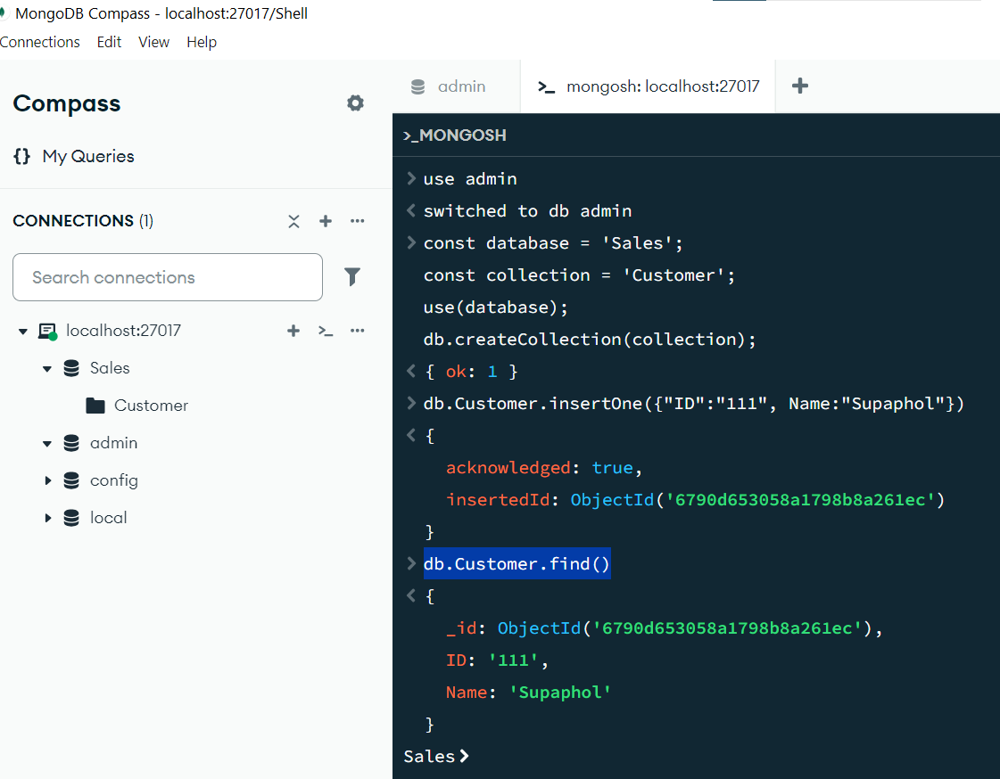 MongoDB Compass - localhost:27017/Shell
Connections Edit View Help
Compass
{} My Queries
CONNECTIONS (1)
Search connections
localhost:27017
Sales
Customer
admin
config
local
admin
>_ mongosh: localhost:27017
>_MONGOSH
> use admin
< switched to db admin
> const database = 'Sales';
const collection = 'Customer';
use(database);
db.createCollection(collection);
< { ok: 1 }
> db.Customer.insertOne({"ID":"111", Name:"Supaphol"})
< {
acknowledged: true,
insertedId: ObjectId('6790d653058a1798b8a261ec')
}
> db.Customer.find()
< {
_id: ObjectId('6790d653058a1798b8a261ec'),
ID: '111',
Name: 'Supaphol'
}
Sales>